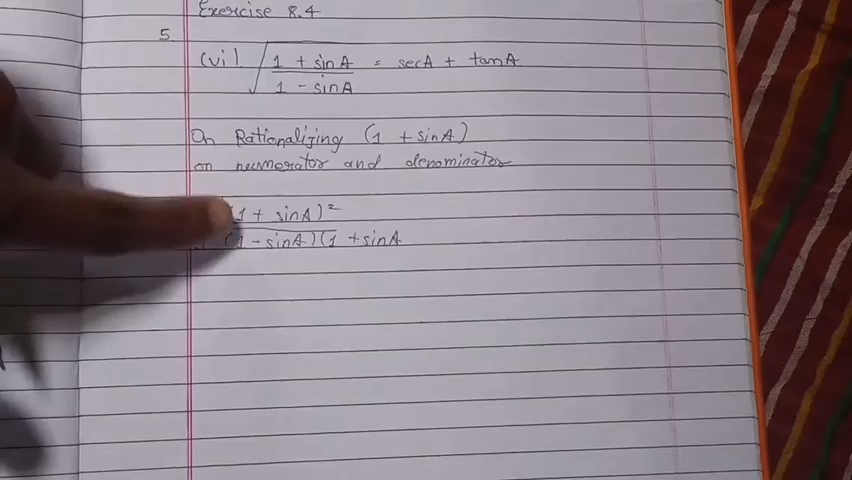 Exercise 8.4
5
(vi) √ 1 + sinA / 1 - sinA = secA + tanA
On Rationalizing (1 + sinA)
on numerator and denominator
(1 + sinA)²
(1 - sinA)(1 + sinA